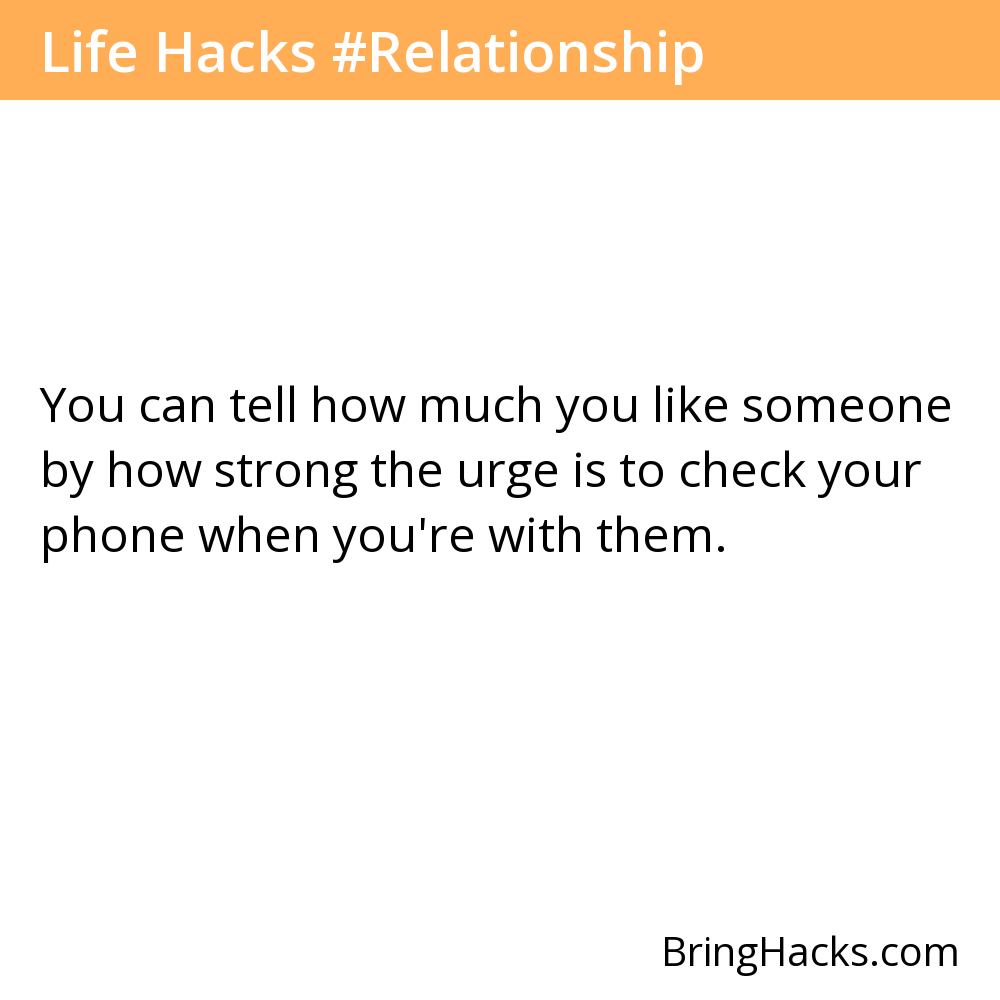 Life Hacks #Relationship
You can tell how much you like someone
by how strong the urge is to check your
phone when you're with them.
BringHacks.com